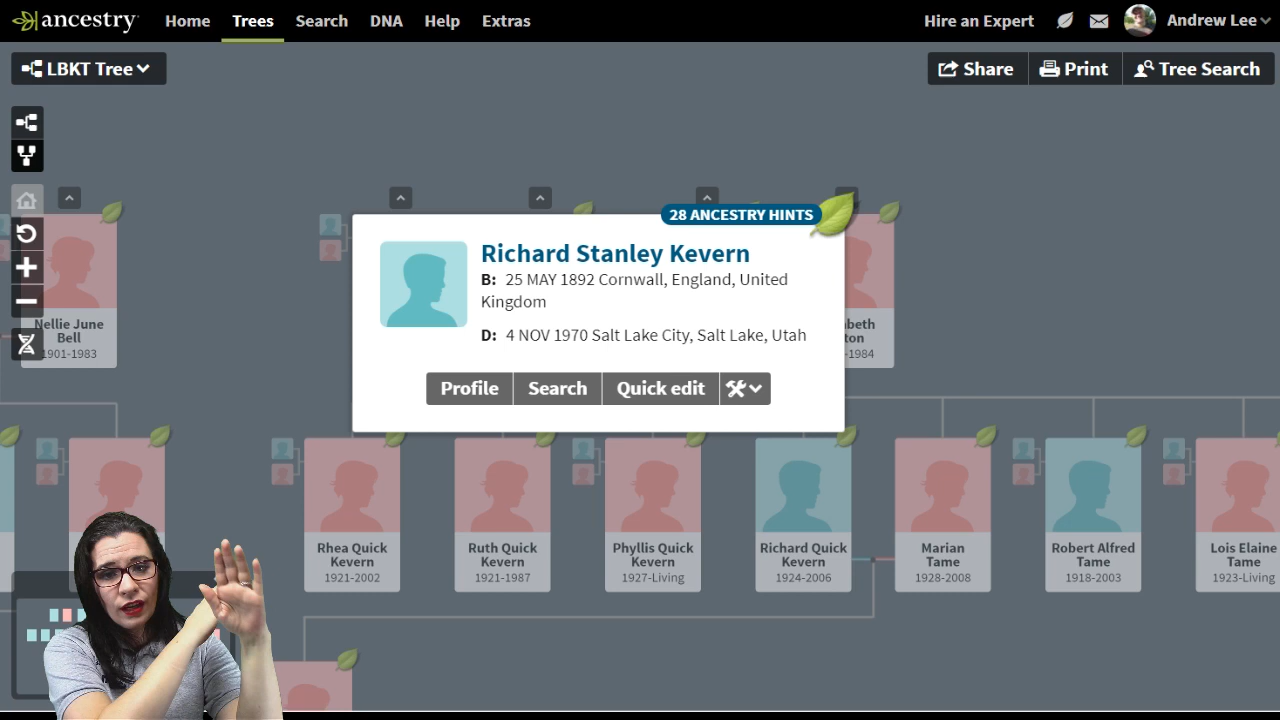 ancestry Home Trees Search DNA Help Extras Hire an Expert Andrew Lee
LBKT Tree Share Print Tree Search
28 ANCESTRY HINTS
Richard Stanley Kevern
B: 25 MAY 1892 Cornwall, England, United
Kingdom
D: 4 NOV 1970 Salt Lake City, Salt Lake, Utah
Profile Search Quick edit
Nellie June
Bell
1901-1983
-1984
Rhea Quick
Kevern
1921-2002
Ruth Quick
Kevern
1921-1987
Phyllis Quick
Kevern
1927-Living
Richard Quick
Kevern
1924-2006
Marian
Tame
1928-2008
Robert Alfred
Tame
1918-2003
Lois Elaine
Tame
1923-Living